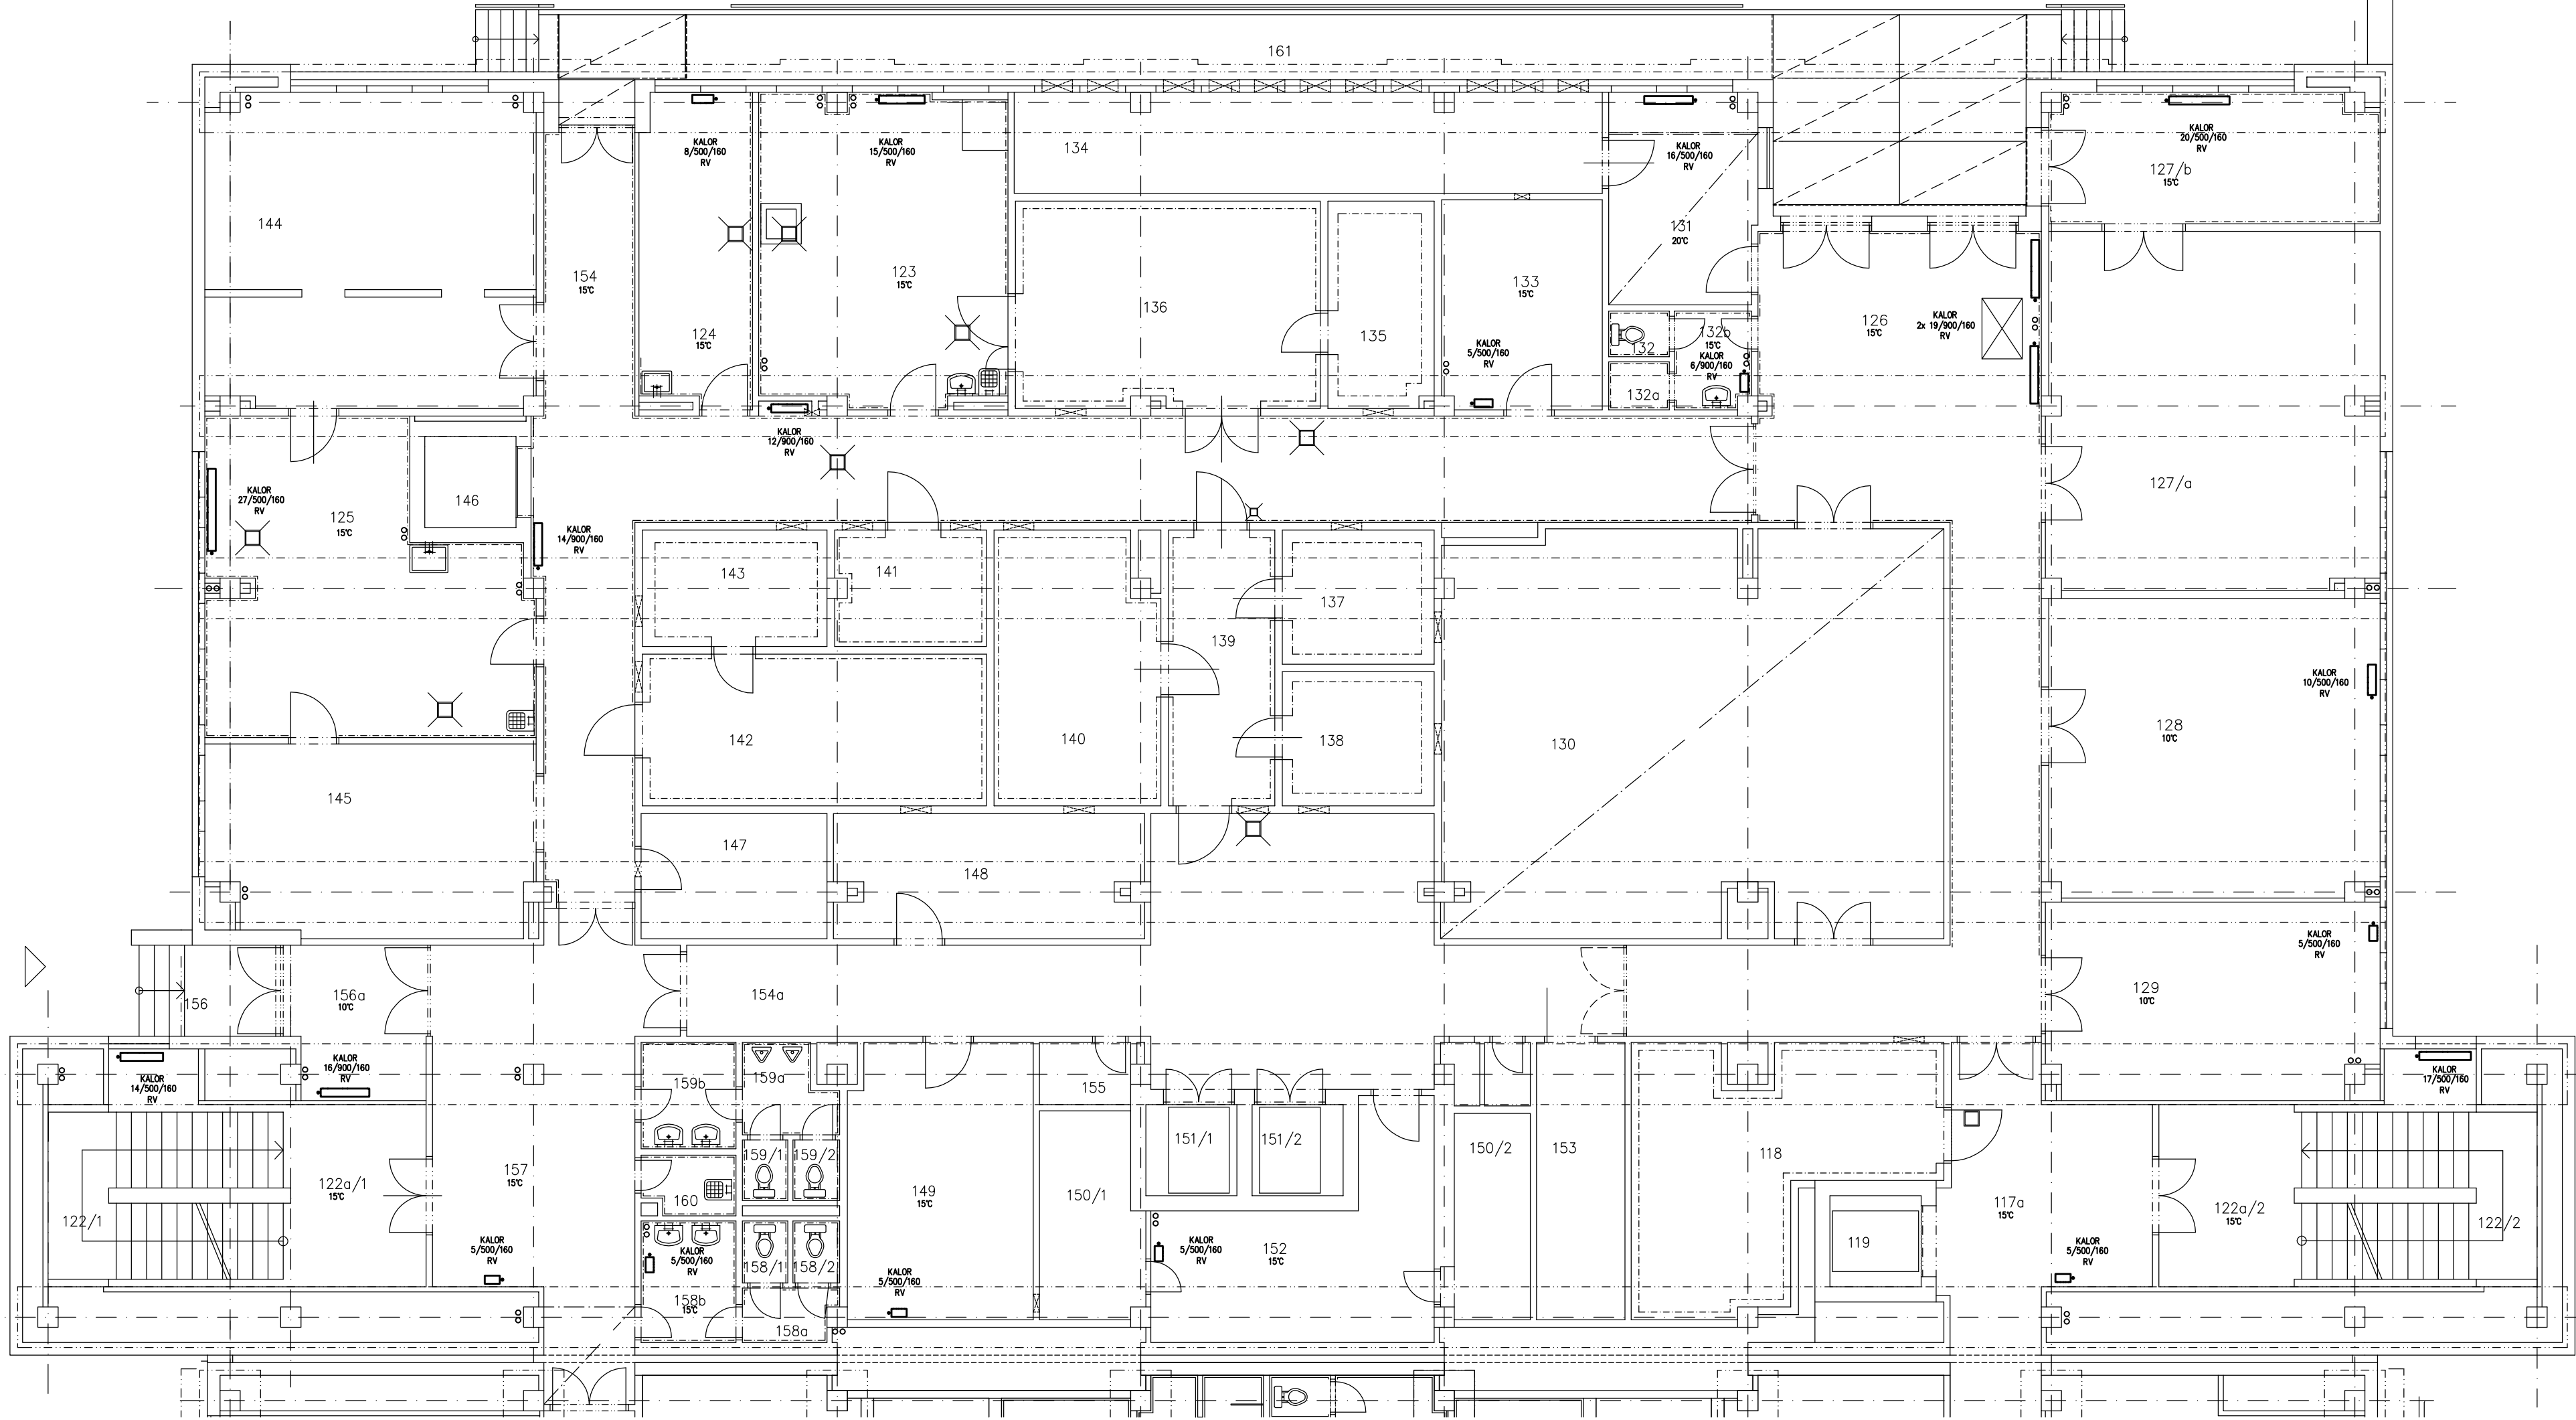 161
KALOR
8/500/160
RV
KALOR
15/500/160
RV
134
KALOR
16/500/160
RV
KALOR
20/500/160
RV
127/b
15°C
144
131
20°C
154
15°C
123
15°C
133
15°C
136
135
124
15°C
132
132b
15°C
KALOR
6/900/160
RV
132a
126
15°C
KALOR
2x 19/900/160
RV
KALOR
5/500/160
RV
KALOR
12/900/160
RV
127/a
KALOR
27/500/160
RV
125
15°C
146
KALOR
14/900/160
RV
143
141
137
139
142
140
138
130
KALOR
10/500/160
RV
128
10°C
145
147
148
KALOR
5/500/160
RV
129
10°C
156
156a
10°C
154a
KALOR
14/500/160
RV
KALOR
16/900/160
RV
159b
159a
155
KALOR
17/500/160
RV
151/1
151/2
150/2
153
118
159/1
159/2
122a/1
15°C
157
15°C
160
149
15°C
150/1
117a
15°C
122a/2
15°C
122/1
122/2
KALOR
5/500/160
RV
KALOR
5/500/160
RV
158/1
158/2
KALOR
5/500/160
RV
KALOR
5/500/160
RV
152
15°C
119
KALOR
5/500/160
RV
158b
15°C
158a